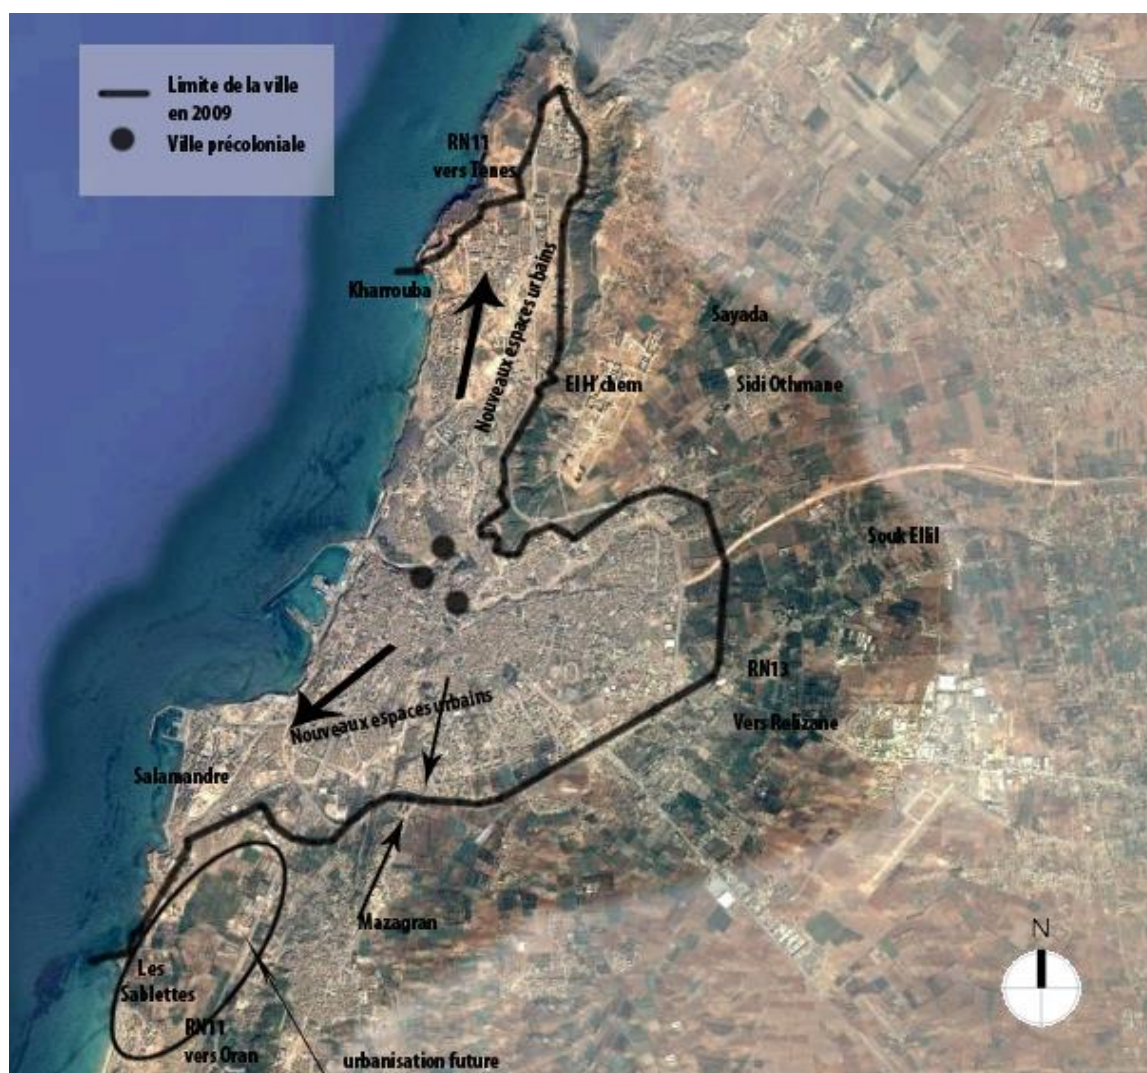 Limite de la ville
en 2009
Ville précoloniale
RN11
vers Tenes
Kharrouba
Nouveaux espaces urbains
Sayada
El H'chem
Sidi Othmane
Souk Ellil
RN13
Vers Relizane
Nouveaux espaces urbains
Salamandre
Mazagran
N
Les
Sablettes
RN11
vers Oran
urbanisation future